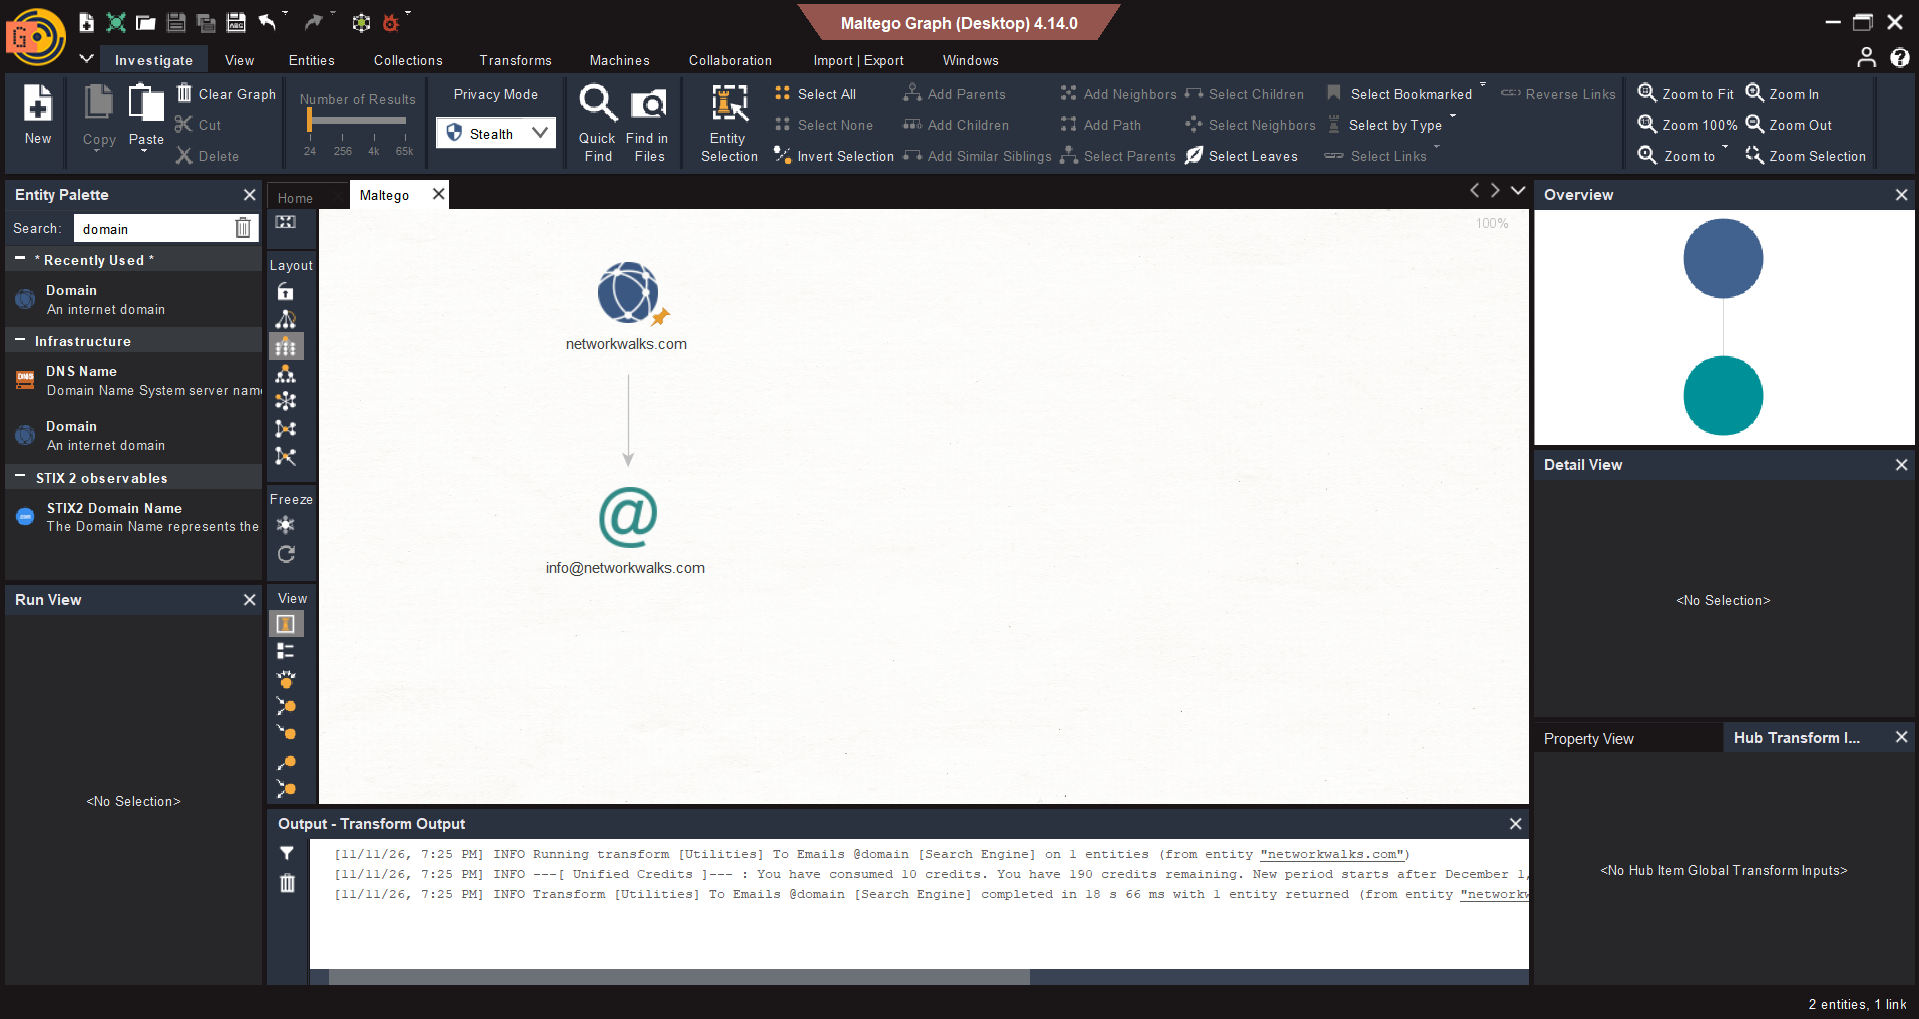 Maltego Graph (Desktop) 4.14.0
Investigate View Entities Collections Transforms Machines Collaboration Import | Export Windows
New
Copy
Paste
Clear Graph
Cut
Delete
Number of Results
24 256 4k 65k
Privacy Mode
Stealth
Quick Find
Find in Files
Entity Selection
Select All
Select None
Invert Selection
Add Parents
Add Children
Add Similar Siblings
Add Neighbors
Add Path
Select Parents
Select Children
Select Neighbors
Select Leaves
Select Bookmarked
Select by Type
Select Links
Reverse Links
Zoom to Fit
Zoom 100%
Zoom to
Zoom In
Zoom Out
Zoom Selection
Entity Palette
Search: domain
* Recently Used *
Domain
An internet domain
Infrastructure
DNS Name
Domain Name System server name
Domain
An internet domain
STIX 2 observables
STIX2 Domain Name
The Domain Name represents the
Run View
<No Selection>
Home Maltego
Layout
Freeze
View
100%
networkwalks.com
@
info@networkwalks.com
Output - Transform Output
[11/11/26, 7:25 PM] INFO Running transform [Utilities] To Emails @domain [Search Engine] on 1 entities (from entity "networkwalks.com")
[11/11/26, 7:25 PM] INFO ---[ Unified Credits ]--- : You have consumed 10 credits. You have 190 credits remaining. New period starts after December 1,
[11/11/26, 7:25 PM] INFO Transform [Utilities] To Emails @domain [Search Engine] completed in 18 s 66 ms with 1 entity returned (from entity "networkw
Overview
Detail View
<No Selection>
Property View Hub Transform I...
<No Hub Item Global Transform Inputs>
2 entities, 1 link